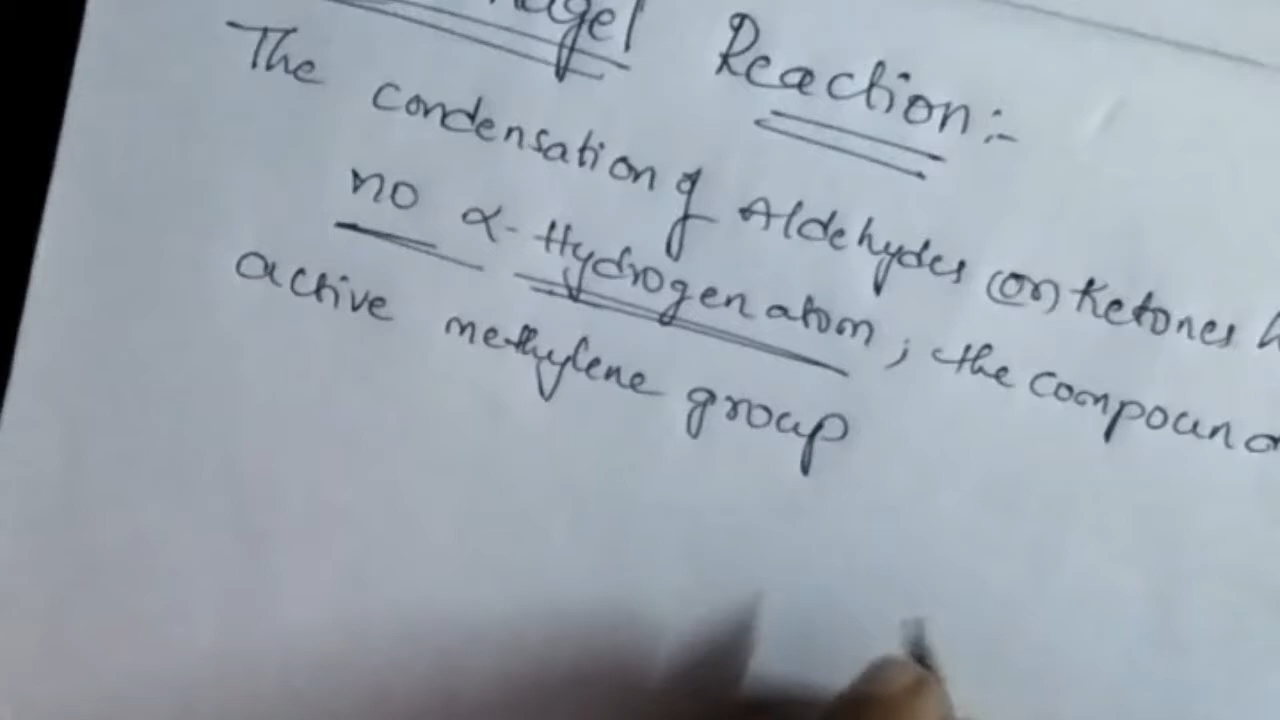 Reaction:-
The condensation of Aldehydes (or) Ketones
no α-Hydrogen atom, the compound
active methylene group